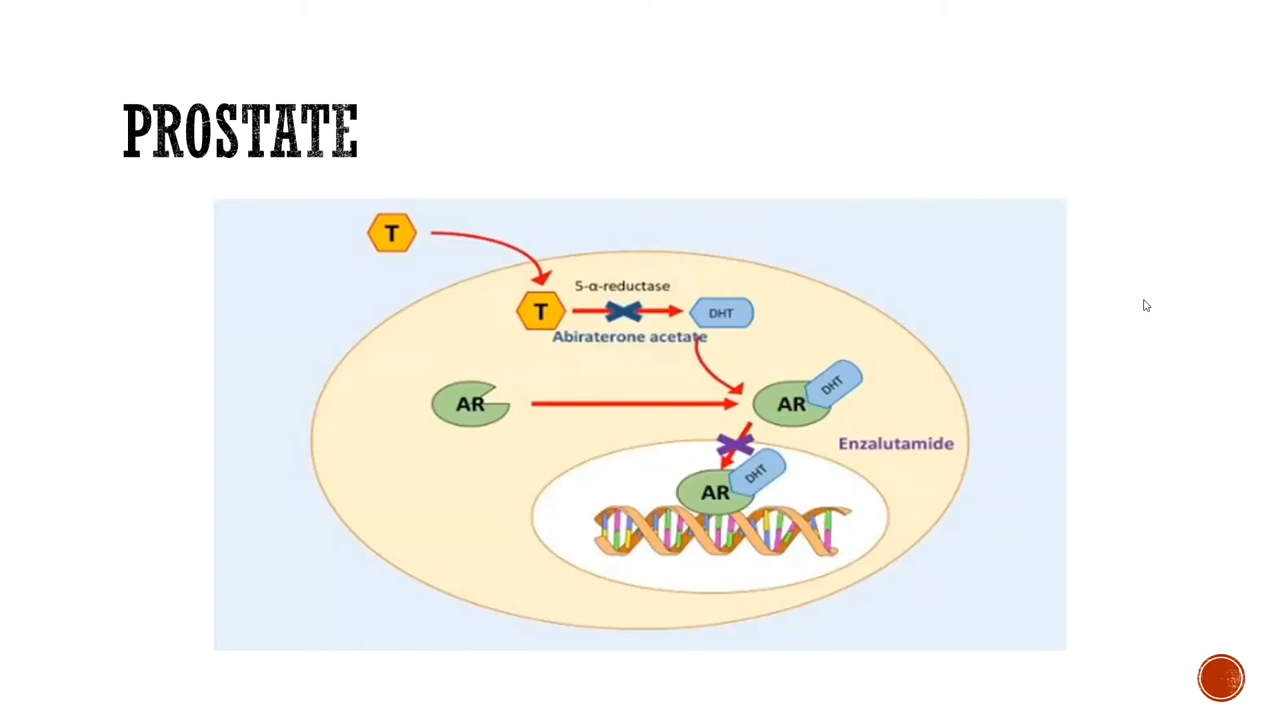 PROSTATE
T
5-α-reductase
T
DHT
Abiraterone acetate
AR
AR
DHT
Enzalutamide
AR
DHT